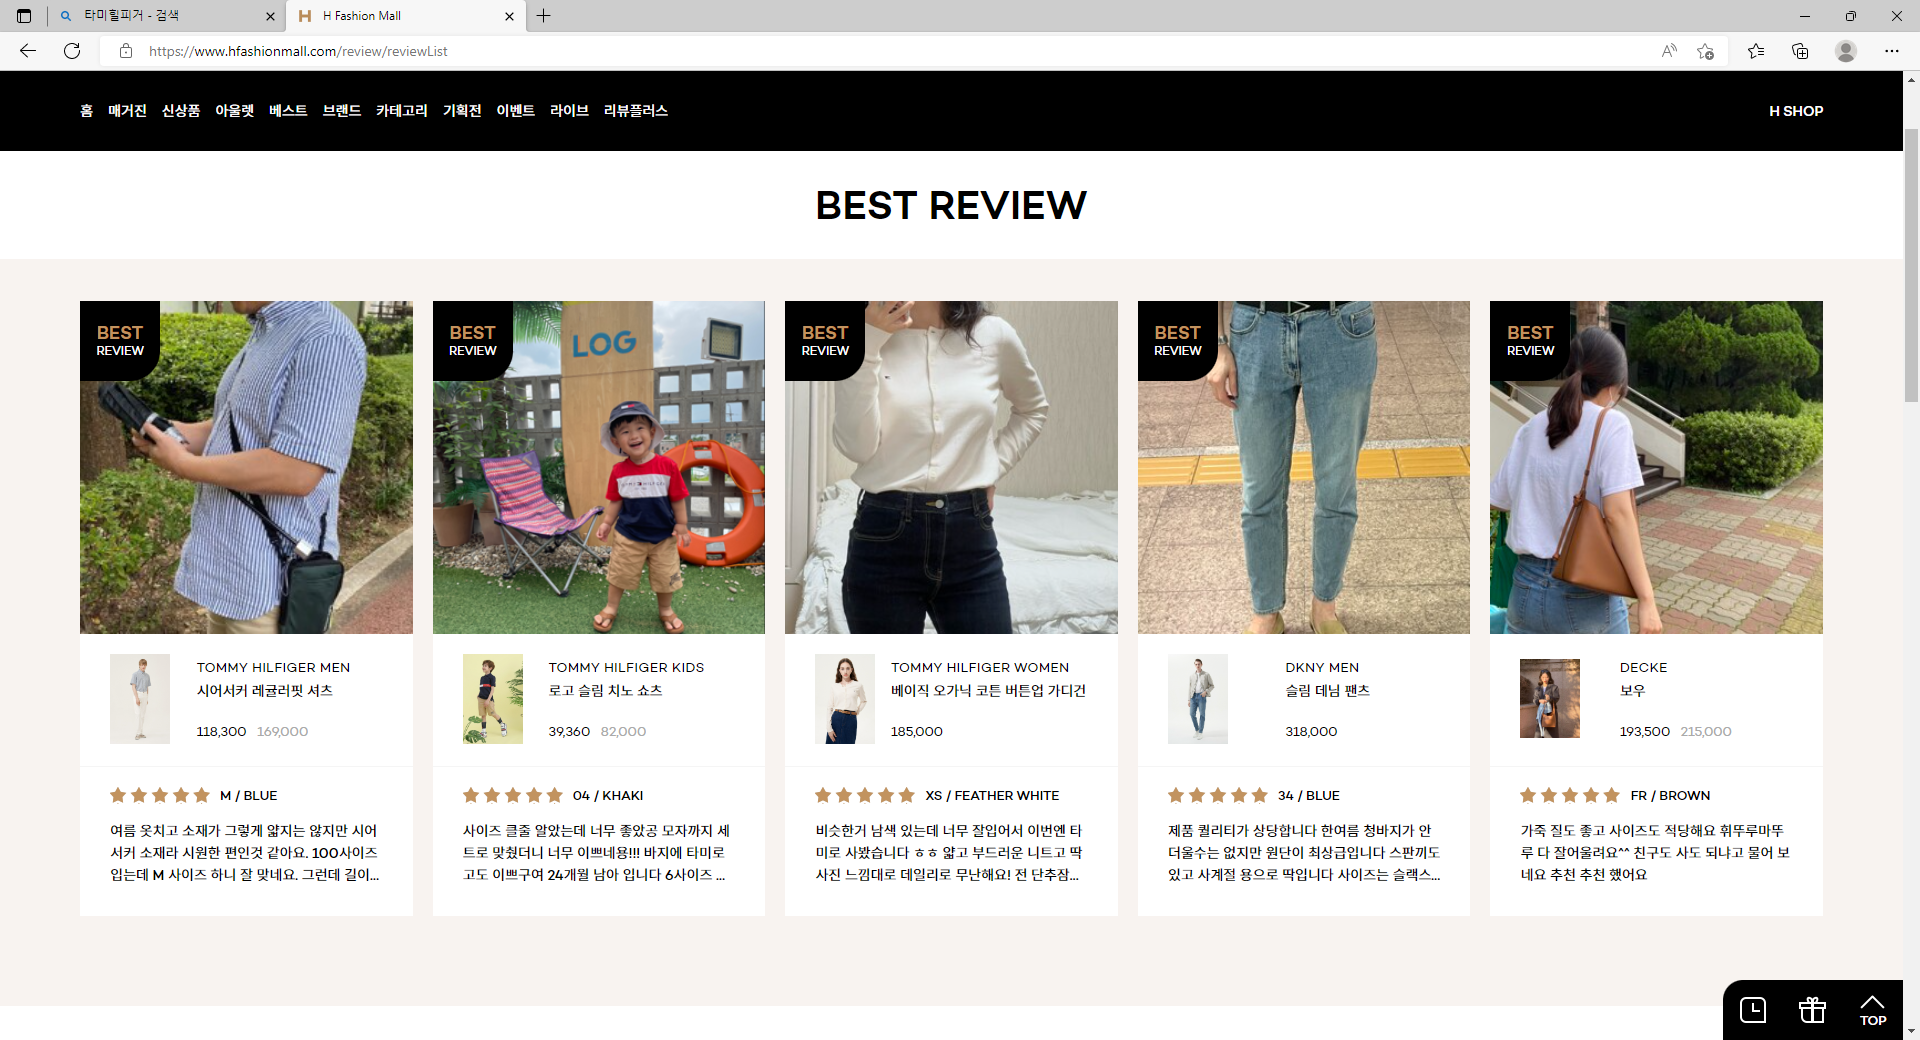 타미힐피거 - 검색
H Fashion Mall
https://www.hfashionmall.com/review/reviewList
홈 매거진 신상품 아울렛 베스트 브랜드 카테고리 기획전 이벤트 라이브 리뷰플러스
H SHOP
BEST REVIEW
BEST
REVIEW
TOMMY HILFIGER MEN
시어서커 레귤러핏 셔츠
118,300 169,000
M / BLUE
여름 옷치고 소재가 그렇게 얇지는 않지만 시어
서커 소재라 시원한 편인것 같아요. 100사이즈
입는데 M 사이즈 하니 잘 맞네요. 그런데 길이...
BEST
REVIEW
LOG
TOMMY HILFIGER KIDS
로고 슬림 치노 쇼츠
39,360 82,000
04 / KHAKI
사이즈 클줄 알았는데 너무 좋았공 모자까지 세
트로 맞췄더니 너무 이쁘네용!!! 바지에 타미로
고도 이쁘구여 24개월 남아 입니다 6사이즈 ...
BEST
REVIEW
TOMMY HILFIGER WOMEN
베이직 오가닉 코튼 버튼업 가디건
185,000
XS / FEATHER WHITE
비슷한거 남색 있는데 너무 잘입어서 이번엔 타
미로 사봤습니다 ㅎㅎ 얇고 부드러운 니트고 딱
사진 느낌대로 데일리로 무난해요! 전 단추잠...
BEST
REVIEW
DKNY MEN
슬림 데님 팬츠
318,000
34 / BLUE
제품 퀄리티가 상당합니다 한여름 청바지가 안
더울수는 없지만 원단이 최상급입니다 스판끼도
있고 사계절 용으로 딱입니다 사이즈는 슬랙스...
BEST
REVIEW
DECKE
보우
193,500 215,000
FR / BROWN
가죽 질도 좋고 사이즈도 적당해요 휘뚜루마뚜
루 다 잘어울려요^^ 친구도 사도 되냐고 물어 보
네요 추천 추천 했어요
TOP